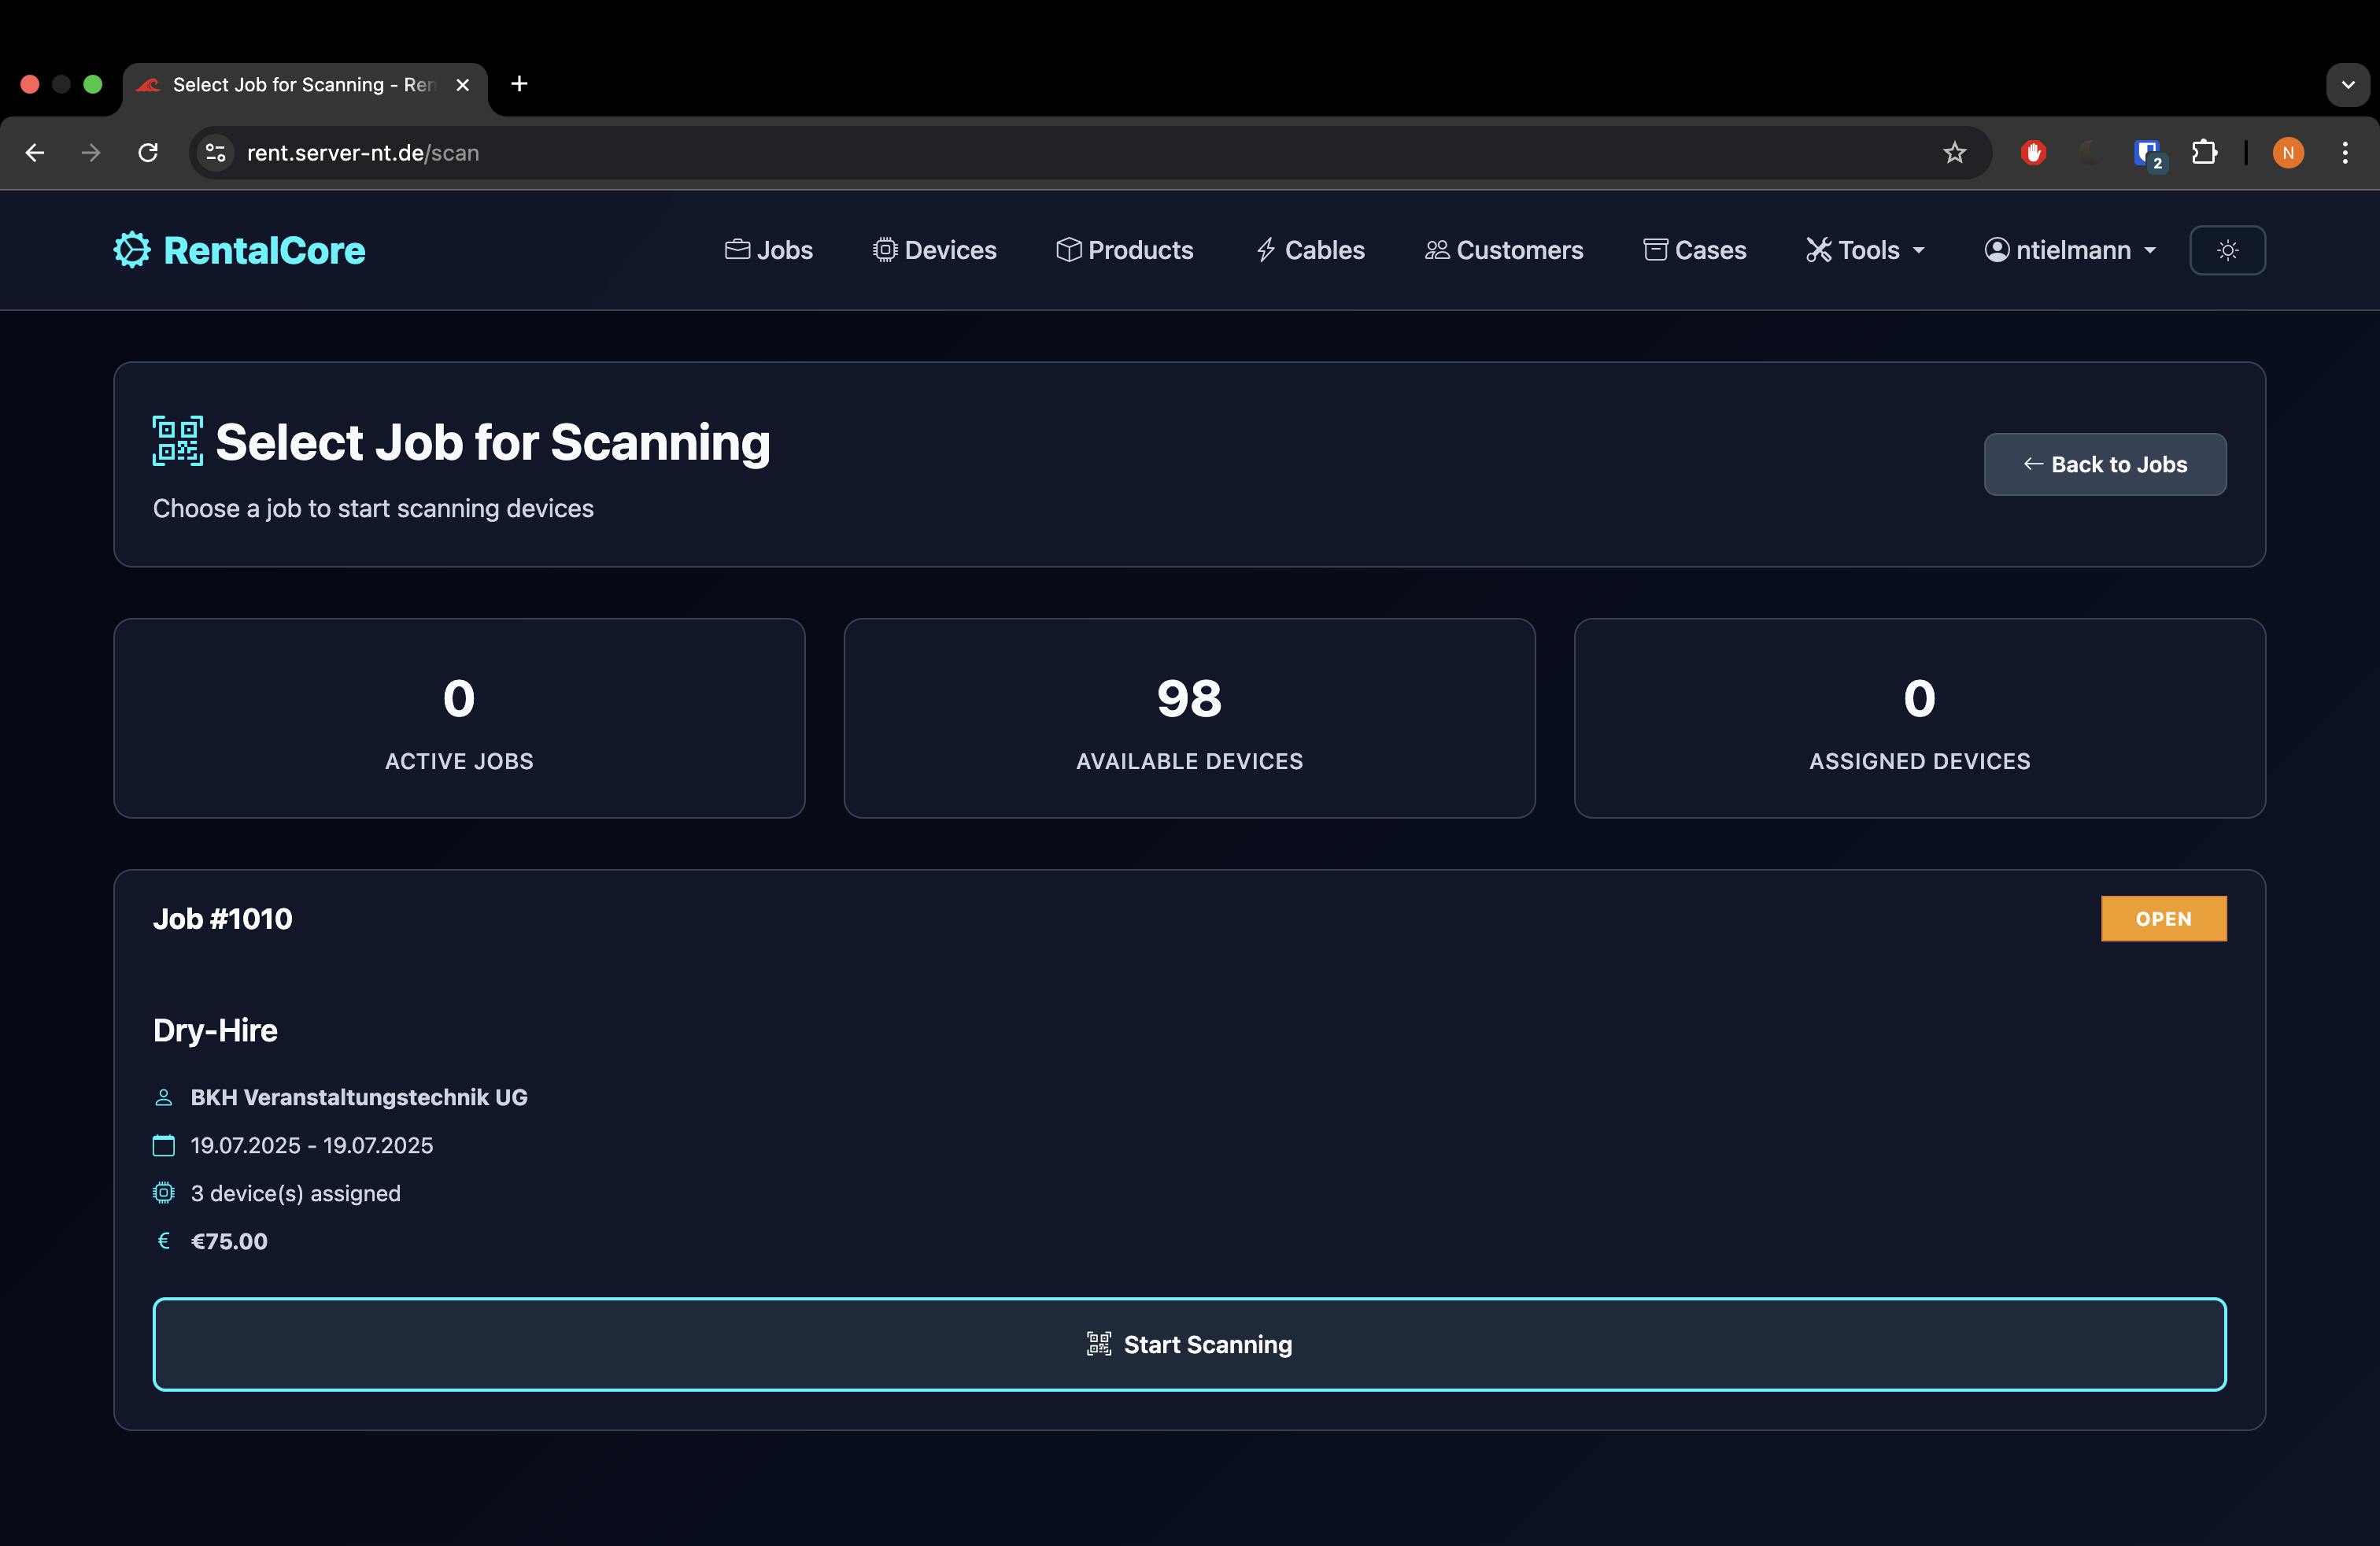 Select Job for Scanning - Ren
rent.server-nt.de/scan
2
N
RentalCore
Jobs
Devices
Products
Cables
Customers
Cases
Tools
ntielmann
Select Job for Scanning
Choose a job to start scanning devices
← Back to Jobs
0
ACTIVE JOBS
98
AVAILABLE DEVICES
0
ASSIGNED DEVICES
Job #1010
OPEN
Dry-Hire
BKH Veranstaltungstechnik UG
19.07.2025 - 19.07.2025
3 device(s) assigned
€ €75.00
Start Scanning